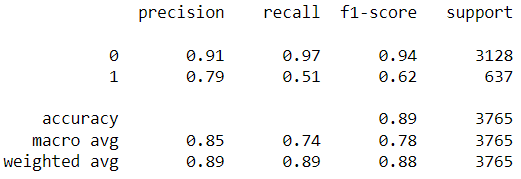 precision recall f1-score support
0 0.91 0.97 0.94 3128
1 0.79 0.51 0.62 637
accuracy 0.89 3765
macro avg 0.85 0.74 0.78 3765
weighted avg 0.89 0.89 0.88 3765